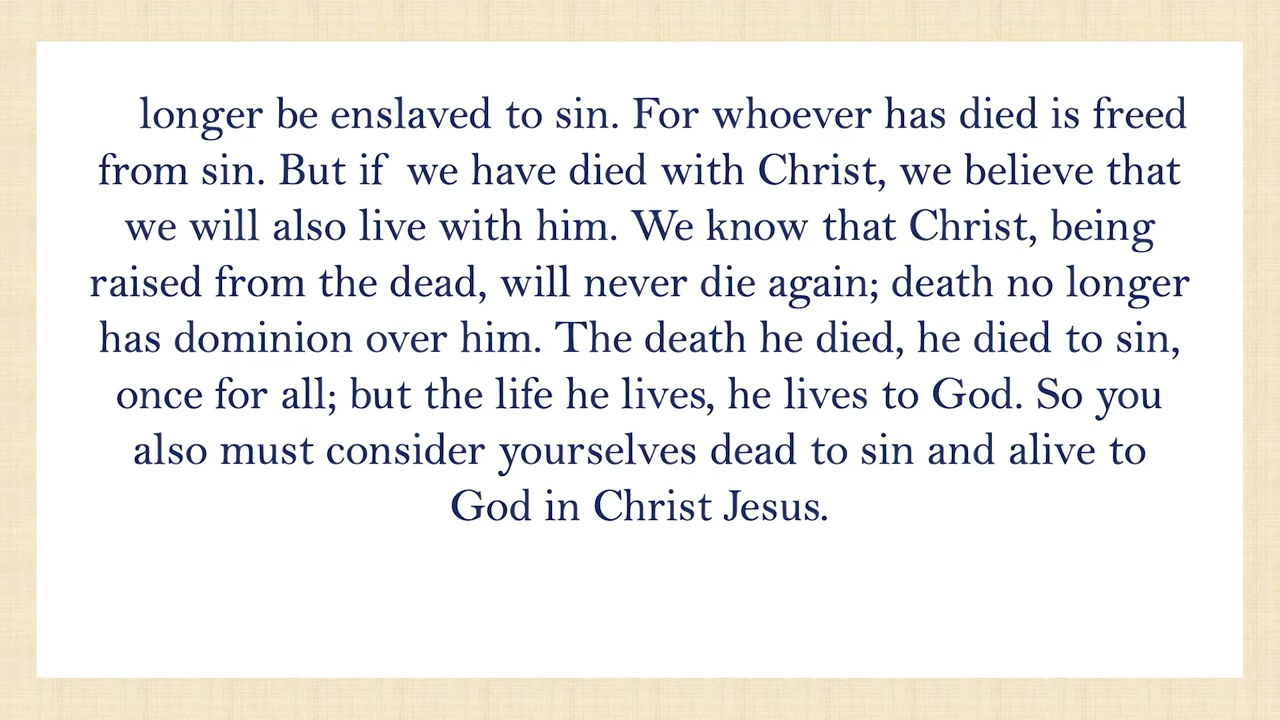 longer be enslaved to sin. For whoever has died is freed
from sin. But if  we have died with Christ, we believe that
we will also live with him. We know that Christ, being
raised from the dead, will never die again; death no longer
has dominion over him. The death he died, he died to sin,
once for all; but the life he lives, he lives to God. So you
also must consider yourselves dead to sin and alive to
God in Christ Jesus.